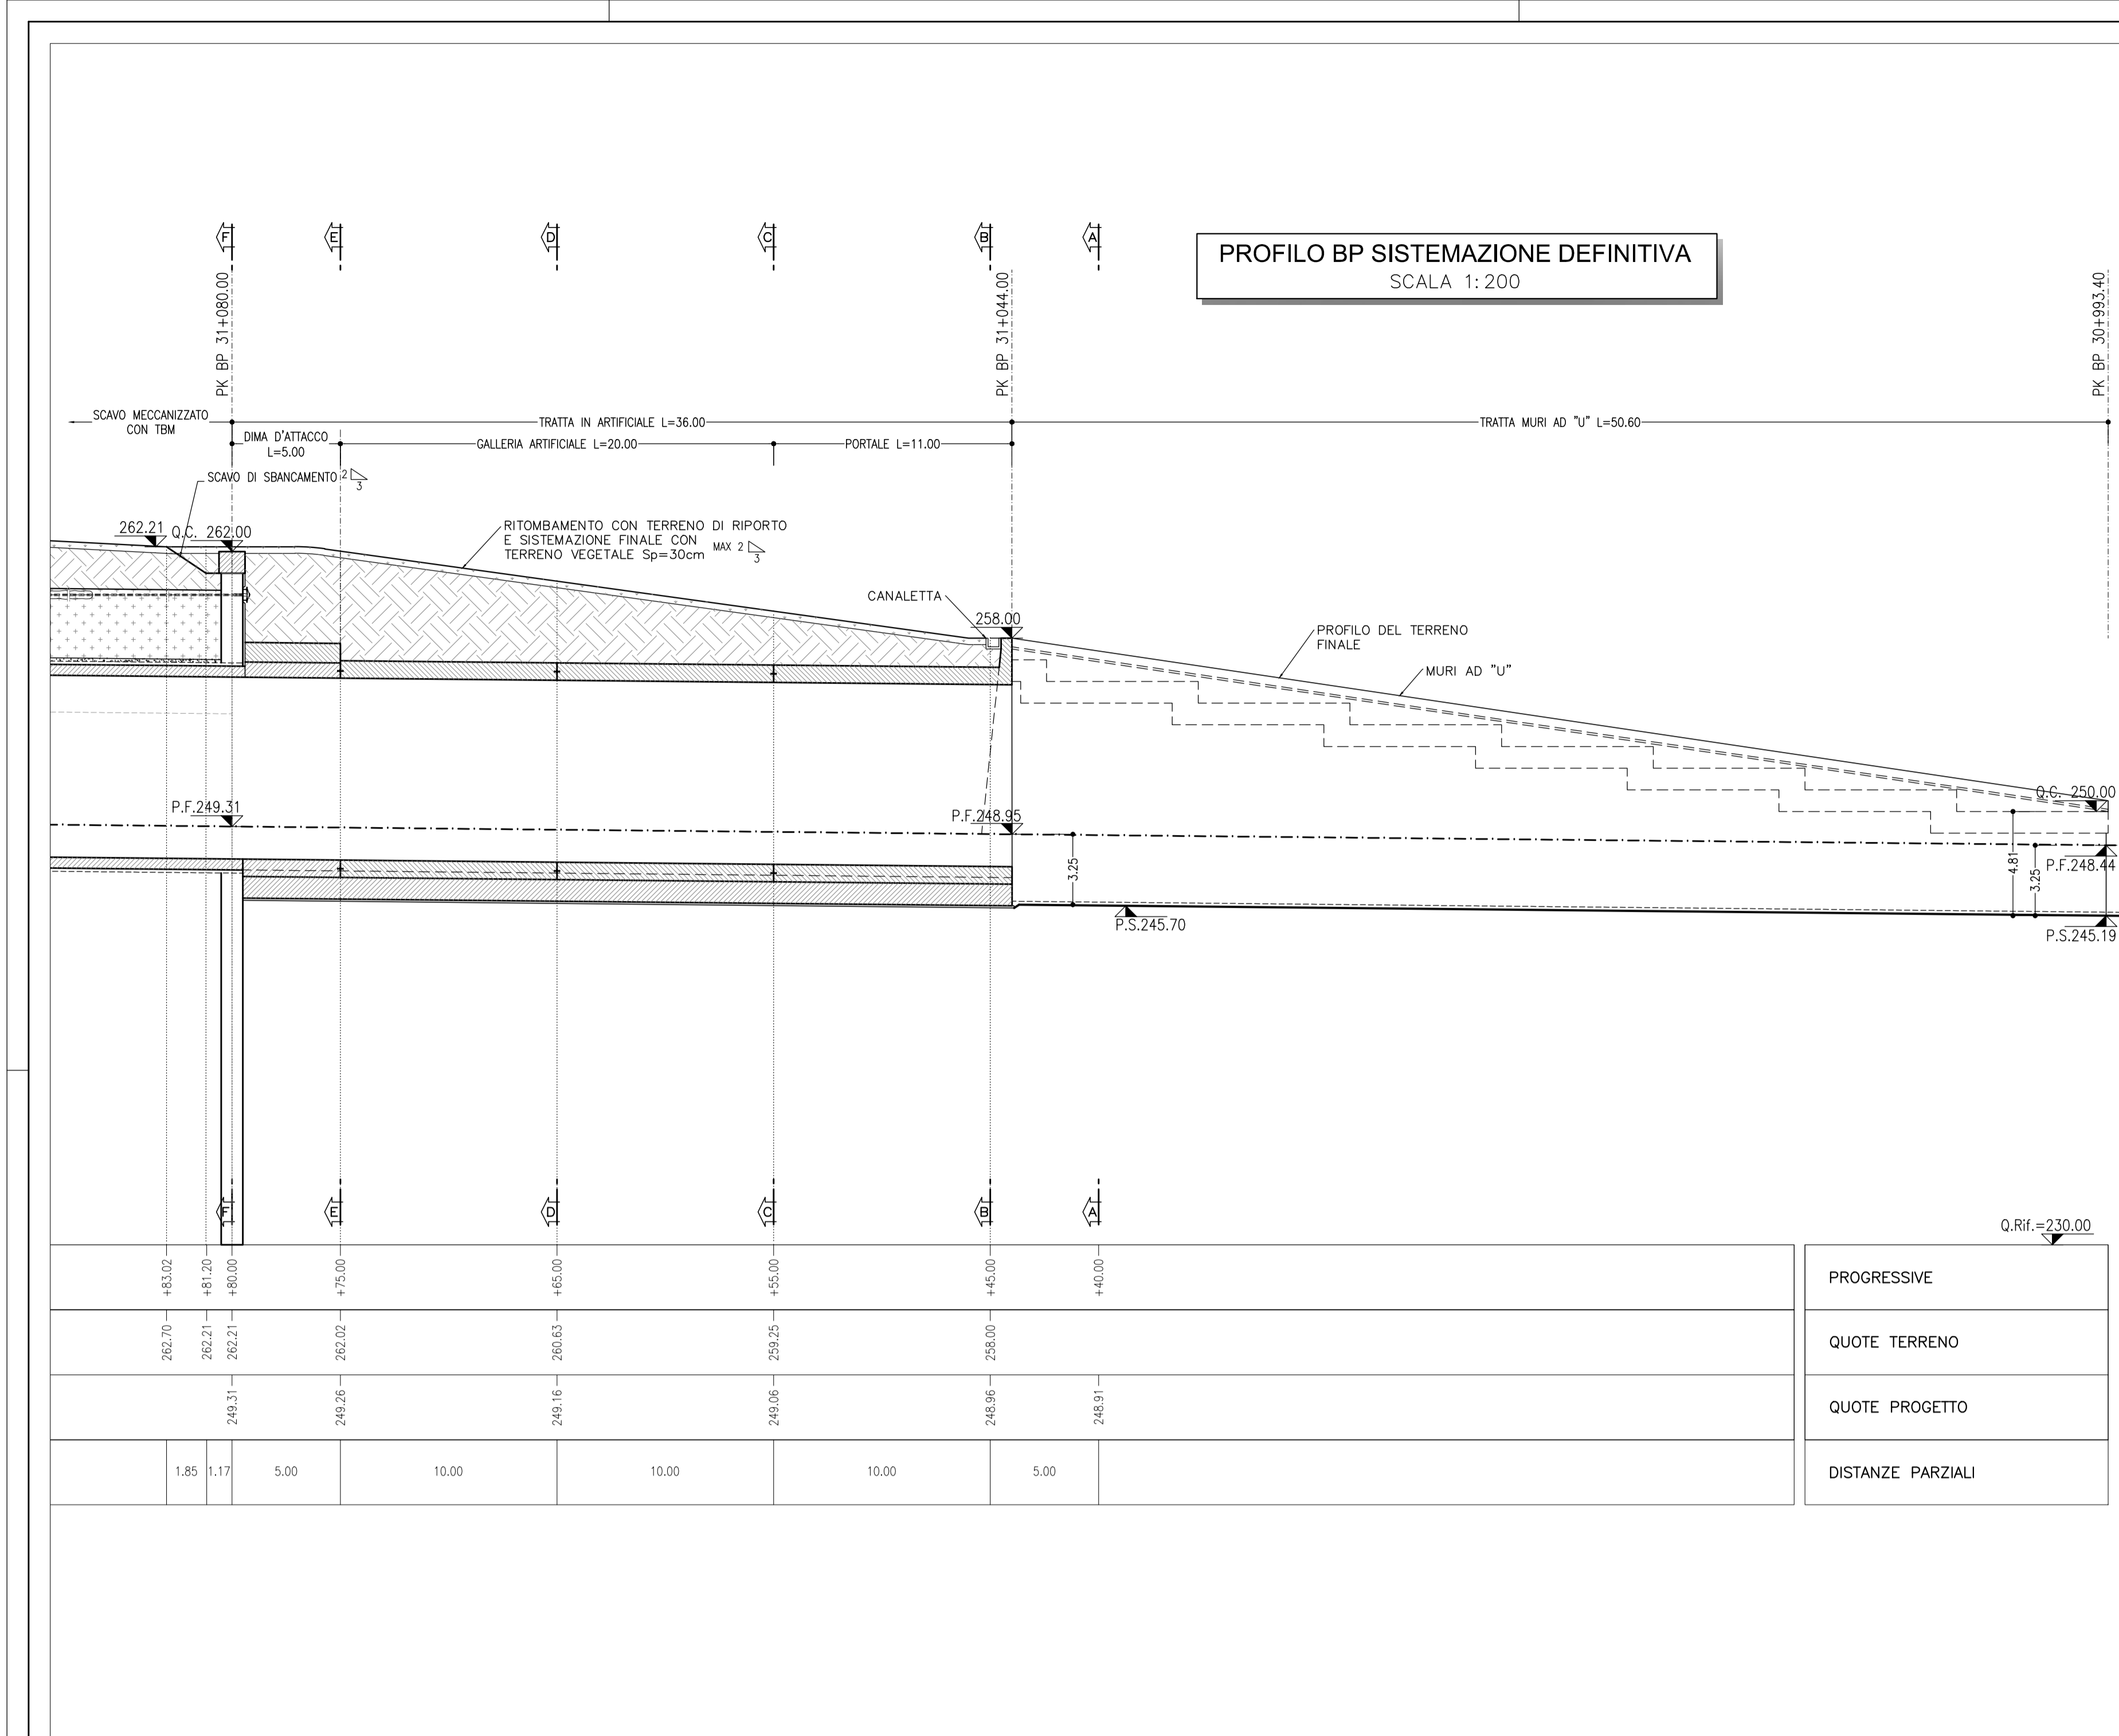 F
E
D
C
B
A
PROFILO BP SISTEMAZIONE DEFINITIVA
SCALA 1:200
PK BP 31+080.00
PK BP 31+044.00
PK BP 30+993.40
SCAVO MECCANIZZATO
CON TBM
TRATTA IN ARTIFICIALE L=36.00
TRATTA MURI AD "U" L=50.60
DIMA D'ATTACCO
L=5.00
GALLERIA ARTIFICIALE L=20.00
PORTALE L=11.00
SCAVO DI SBANCAMENTO
2
3
262.21
Q.C. 262.00
RITOMBAMENTO CON TERRENO DI RIPORTO
E SISTEMAZIONE FINALE CON
TERRENO VEGETALE Sp=30cm
MAX 2
3
CANALETTA
258.00
PROFILO DEL TERRENO
FINALE
MURI AD "U"
Q.C. 250.00
P.F.249.31
P.F.248.95
3.25
4.81
3.25
P.F.248.44
P.S.245.70
P.S.245.19
F
E
D
C
B
A
Q.Rif.=230.00
+83.02
+81.20
+80.00
+75.00
+65.00
+55.00
+45.00
+40.00
PROGRESSIVE
262.70
262.21
262.21
262.02
260.63
259.25
258.00
QUOTE TERRENO
249.31
249.26
249.16
249.06
248.96
248.91
QUOTE PROGETTO
1.85
1.17
5.00
10.00
10.00
10.00
5.00
DISTANZE PARZIALI